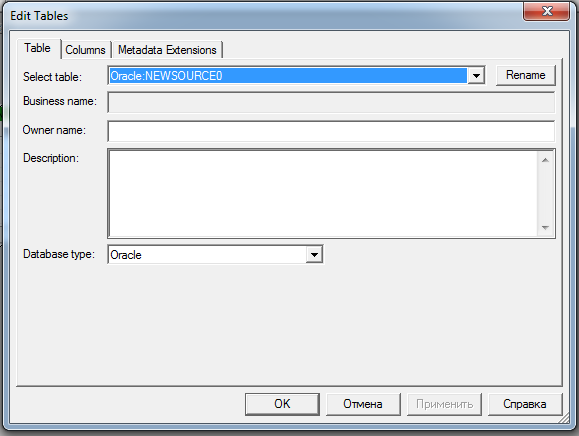 Edit Tables
Table Columns Metadata Extensions
Select table: Oracle:NEWSOURCE0 Rename
Business name:
Owner name:
Description:
Database type: Oracle
OK Отмена Применить Справка